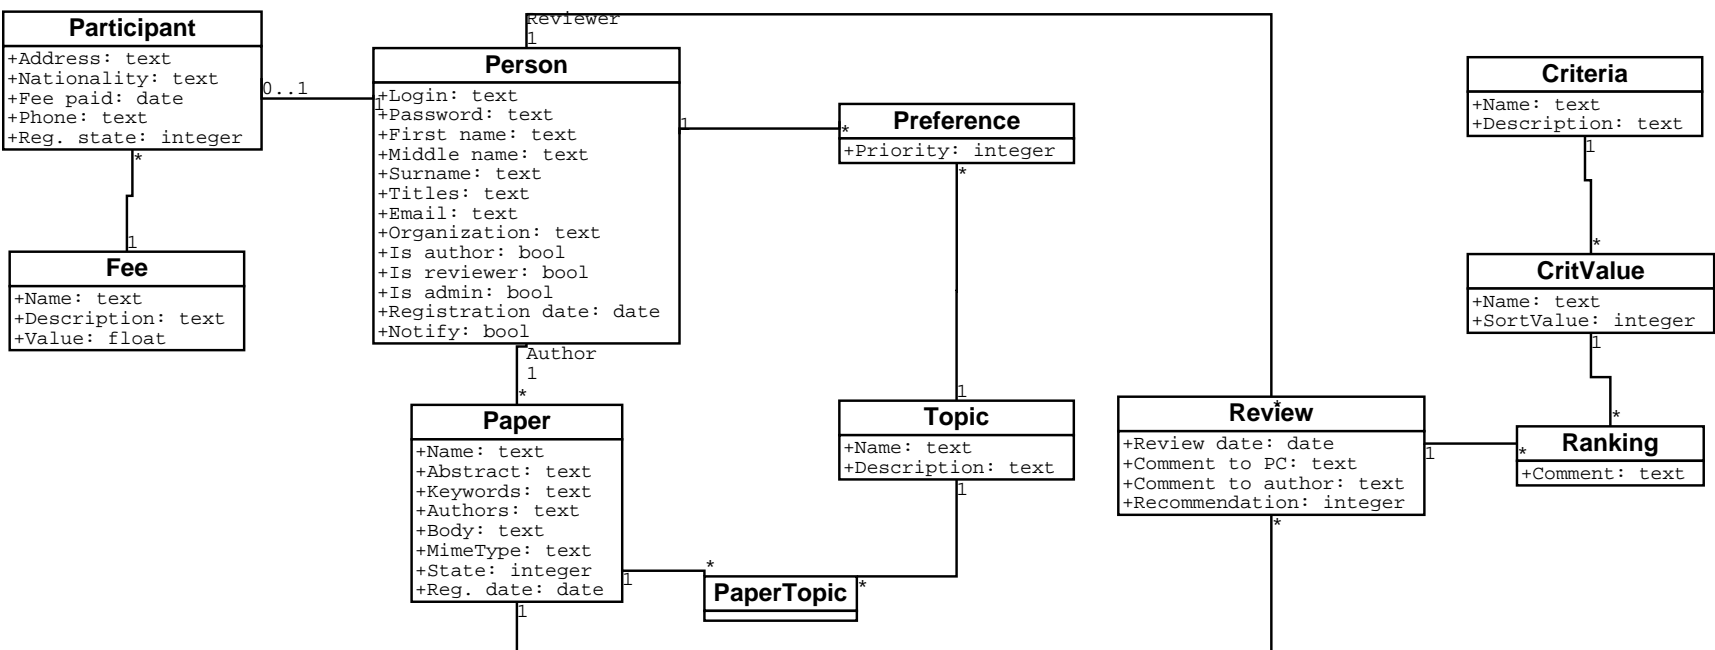 Participant
+Address: text
+Nationality: text
+Fee paid: date
+Phone: text
+Reg. state: integer
*
0..1
1
1
Fee
+Name: text
+Description: text
+Value: float
Reviewer
1
Person
+Login: text
+Password: text
+First name: text
+Middle name: text
+Surname: text
+Titles: text
+Email: text
+Organization: text
+Is author: bool
+Is reviewer: bool
+Is admin: bool
+Registration date: date
+Notify: bool
Author
1
*
1
*
Preference
+Priority: integer
*
1
Paper
+Name: text
+Abstract: text
+Keywords: text
+Authors: text
+Body: text
+MimeType: text
+State: integer
+Reg. date: date
1
1
*
PaperTopic
*
Topic
+Name: text
+Description: text
1
*
Review
+Review date: date
+Comment to PC: text
+Comment to author: text
+Recommendation: integer
*
1
*
Criteria
+Name: text
+Description: text
1
*
CritValue
+Name: text
+SortValue: integer
1
*
Ranking
+Comment: text